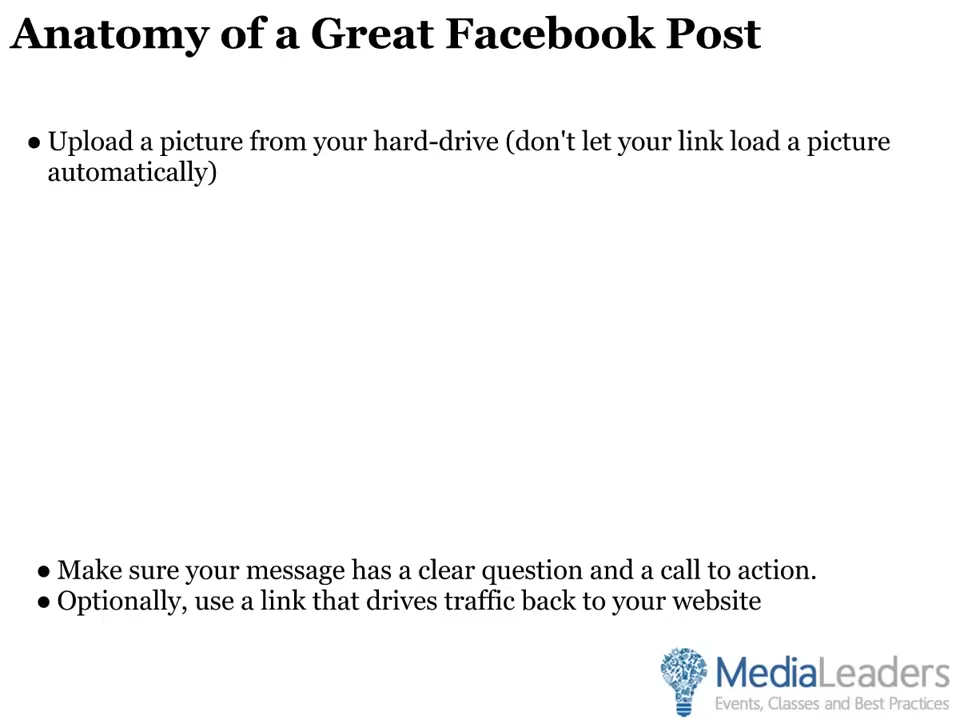 Anatomy of a Great Facebook Post
● Upload a picture from your hard-drive (don't let your link load a picture
automatically)
● Make sure your message has a clear question and a call to action.
● Optionally, use a link that drives traffic back to your website
MediaLeaders
Events, Classes and Best Practices